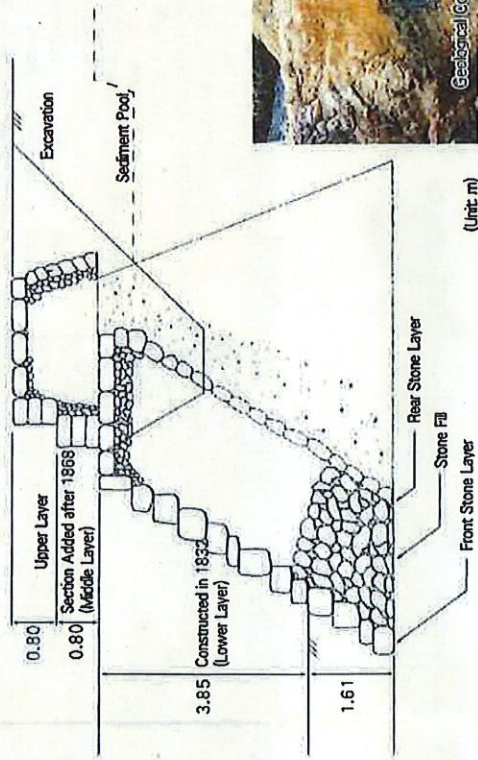 Excavation
Sediment Pool
Upper Layer
0.80
Section Added after 1868
(Middle Layer)
0.80
Constructed in 1832
(Lower Layer)
3.85
1.61
Rear Stone Layer
Stone Fill
Front Stone Layer
(Unit: m)
Geological